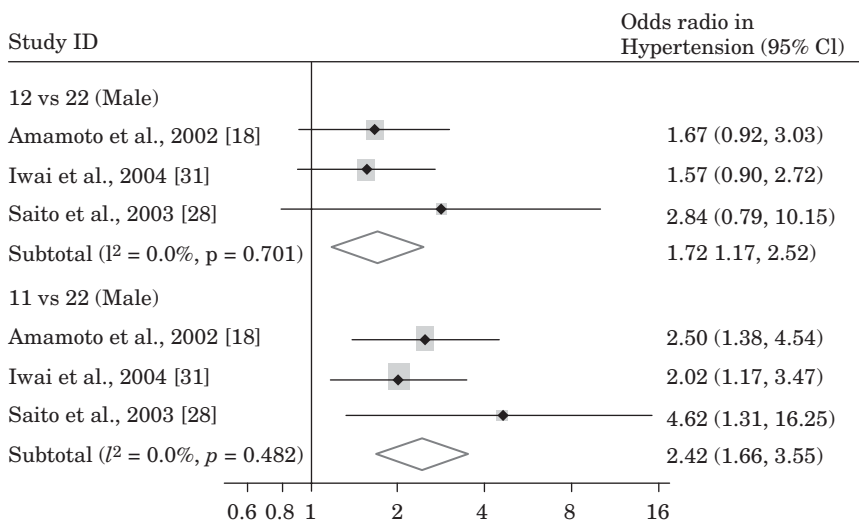 Study ID
Odds radio in
Hypertension (95% Cl)
12 vs 22 (Male)
Amamoto et al., 2002 [18] 1.67 (0.92, 3.03)
Iwai et al., 2004 [31] 1.57 (0.90, 2.72)
Saito et al., 2003 [28] 2.84 (0.79, 10.15)
Subtotal (l² = 0.0%, p = 0.701) 1.72 1.17, 2.52)
11 vs 22 (Male)
Amamoto et al., 2002 [18] 2.50 (1.38, 4.54)
Iwai et al., 2004 [31] 2.02 (1.17, 3.47)
Saito et al., 2003 [28] 4.62 (1.31, 16.25)
Subtotal (l² = 0.0%, p = 0.482) 2.42 (1.66, 3.55)
0.6 0.8 1 2 4 8 16